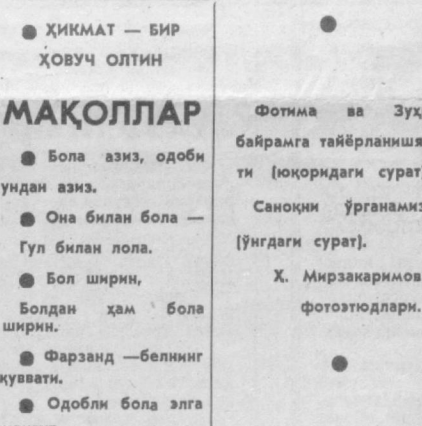 ● ҲИКМАТ — БИР
ҲОВУЧ ОЛТИН
МАҚОЛЛАР
● Бола азиз, одоби
ундан азиз.
● Она билан бола —
Гул билан лола.
● Бол ширин,
Болдан ҳам бола
ширин.
● Фарзанд —белнинг
қуввати.
● Одобли бола элга
●
Фотима ва Зуҳ
байрамга тайёрланишя
ти (юқоридаги сурат)
Саноқни ўрганамиз
(ўнгдаги сурат).
Ҳ. Мирзакаримов
фотоэтюдлари.
●